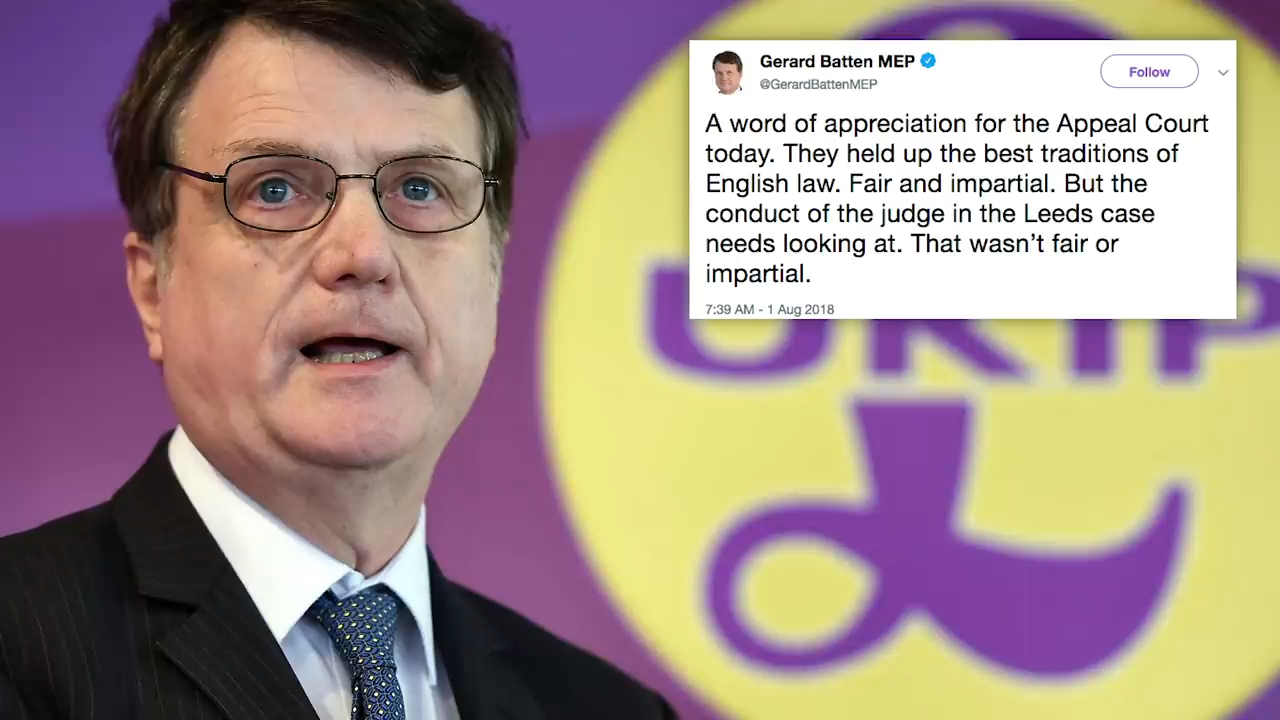 Gerard Batten MEP
@GerardBattenMEP
Follow
A word of appreciation for the Appeal Court
today. They held up the best traditions of
English law. Fair and impartial. But the
conduct of the judge in the Leeds case
needs looking at. That wasn’t fair or
impartial.
7:39 AM - 1 Aug 2018
UKIP